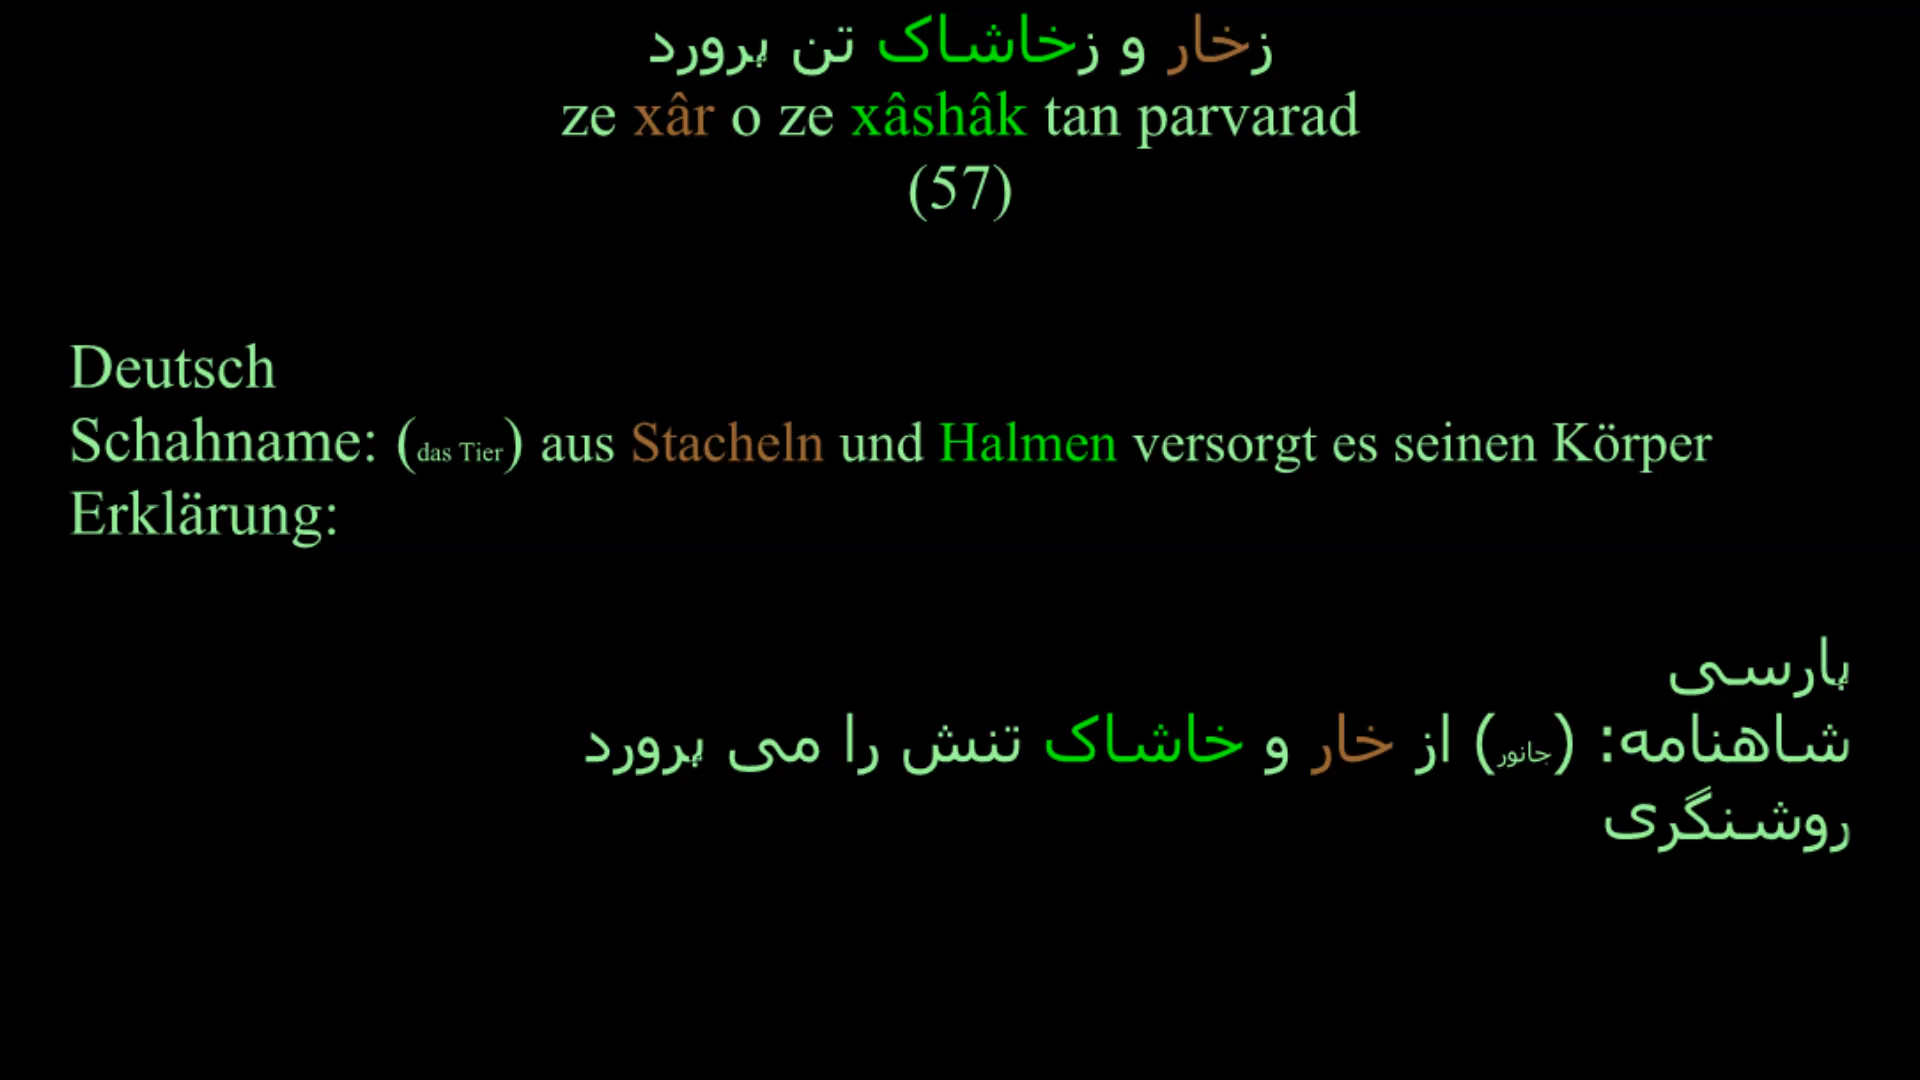 زخار و زخاشاک تن پرورد
ze xâr o ze xâshâk tan parvarad
(57)
Deutsch
Schahname: (das Tier) aus Stacheln und Halmen versorgt es seinen Körper
Erklärung:
پارسی
شاهنامه: (جانور) از خار و خاشاک تنش را می پرورد
روشنگری